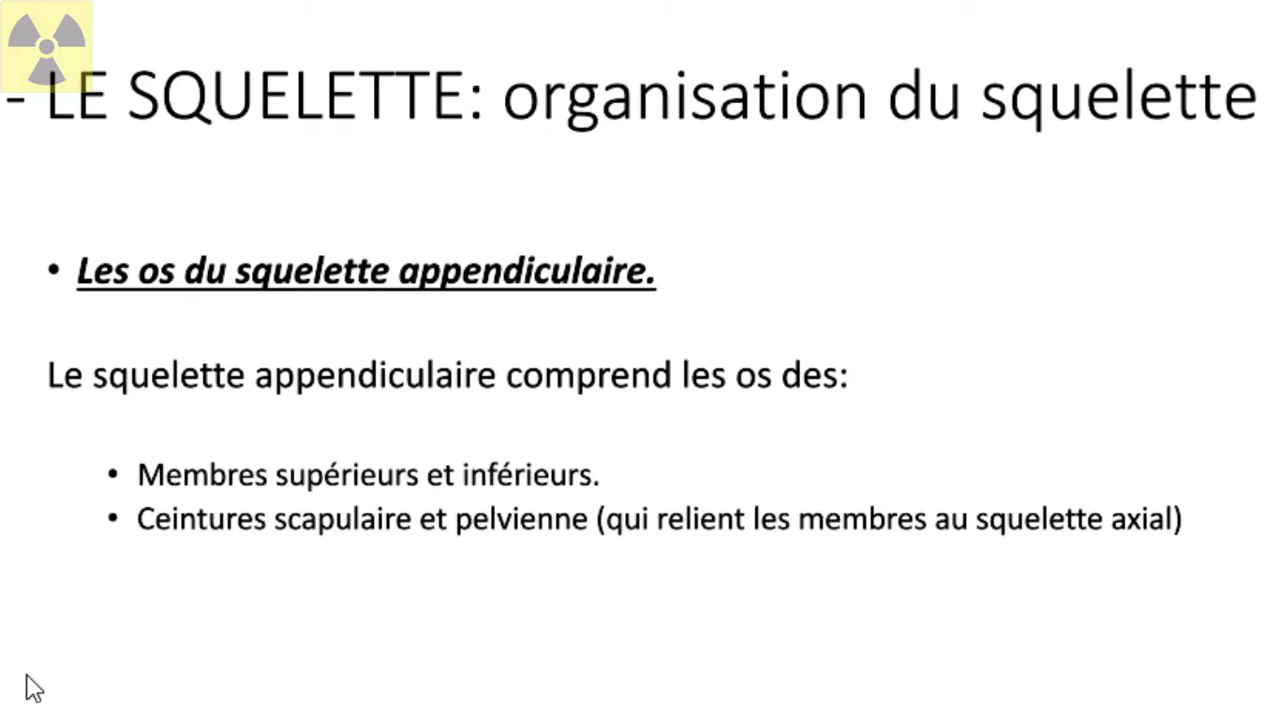 - LE SQUELETTE: organisation du squelette
• Les os du squelette appendiculaire.
Le squelette appendiculaire comprend les os des:
• Membres supérieurs et inférieurs.
• Ceintures scapulaire et pelvienne (qui relient les membres au squelette axial)